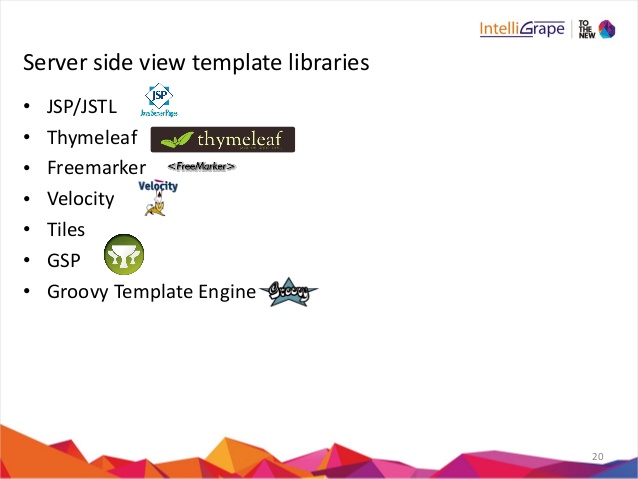 IntelliGrape
TO
THE
NEW
Server side view template libraries
• JSP/JSTL
JSP
Java Server Pages
• Thymeleaf
thymeleaf
• Freemarker
<FreeMarker>
• Velocity
Velocity
• Tiles
• GSP
• Groovy Template Engine
Groovy
20